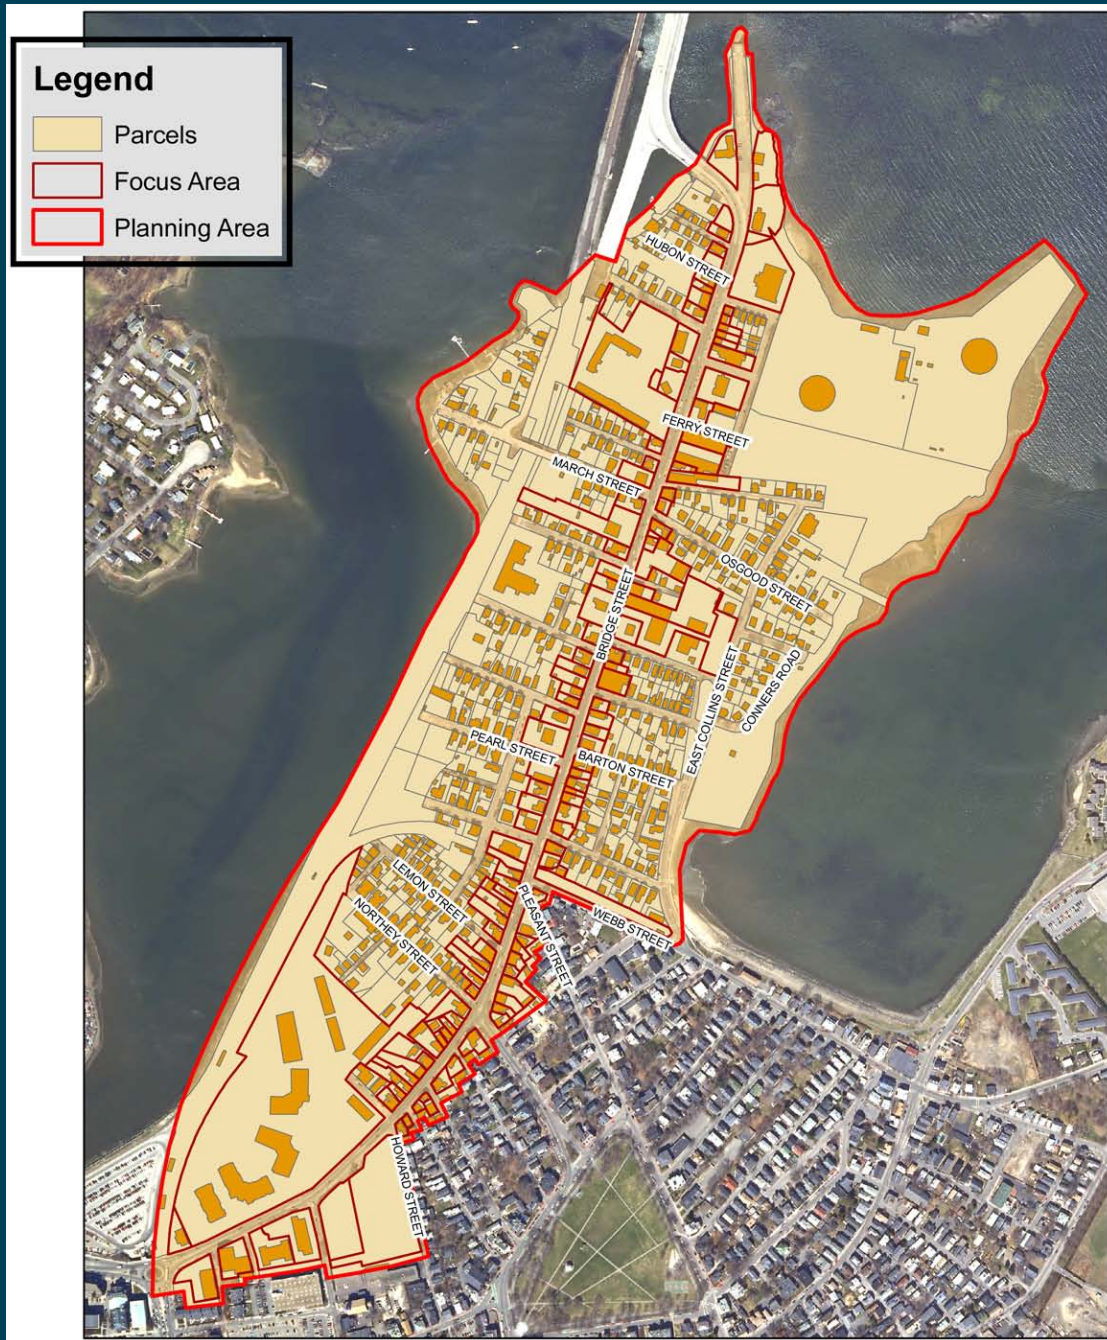 Legend
Parcels
Focus Area
Planning Area
HUBON STREET
FERRY STREET
MARCH STREET
OSGOOD STREET
BRIDGE STREET
CONNERS ROAD
EAST COLLINS STREET
PEARL STREET
BARTON STREET
LEMON STREET
NORTHEY STREET
PLEASANT STREET
WEBB STREET
HOWARD STREET